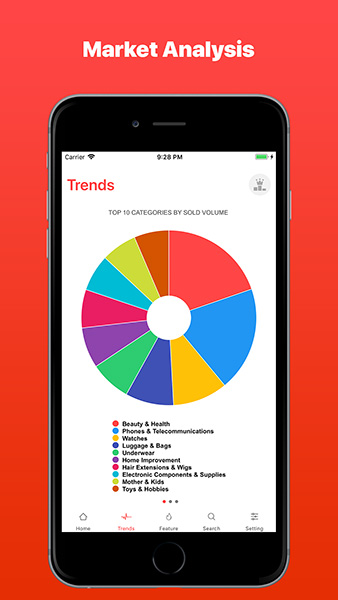 Market Analysis
Carrier 9:28 PM
Trends
TOP 10 CATEGORIES BY SOLD VOLUME
Beauty & Health
Phones & Telecommunications
Watches
Luggage & Bags
Underwear
Home Improvement
Hair Extensions & Wigs
Electronic Components & Supplies
Mother & Kids
Toys & Hobbies
Home Trends Feature Search Setting